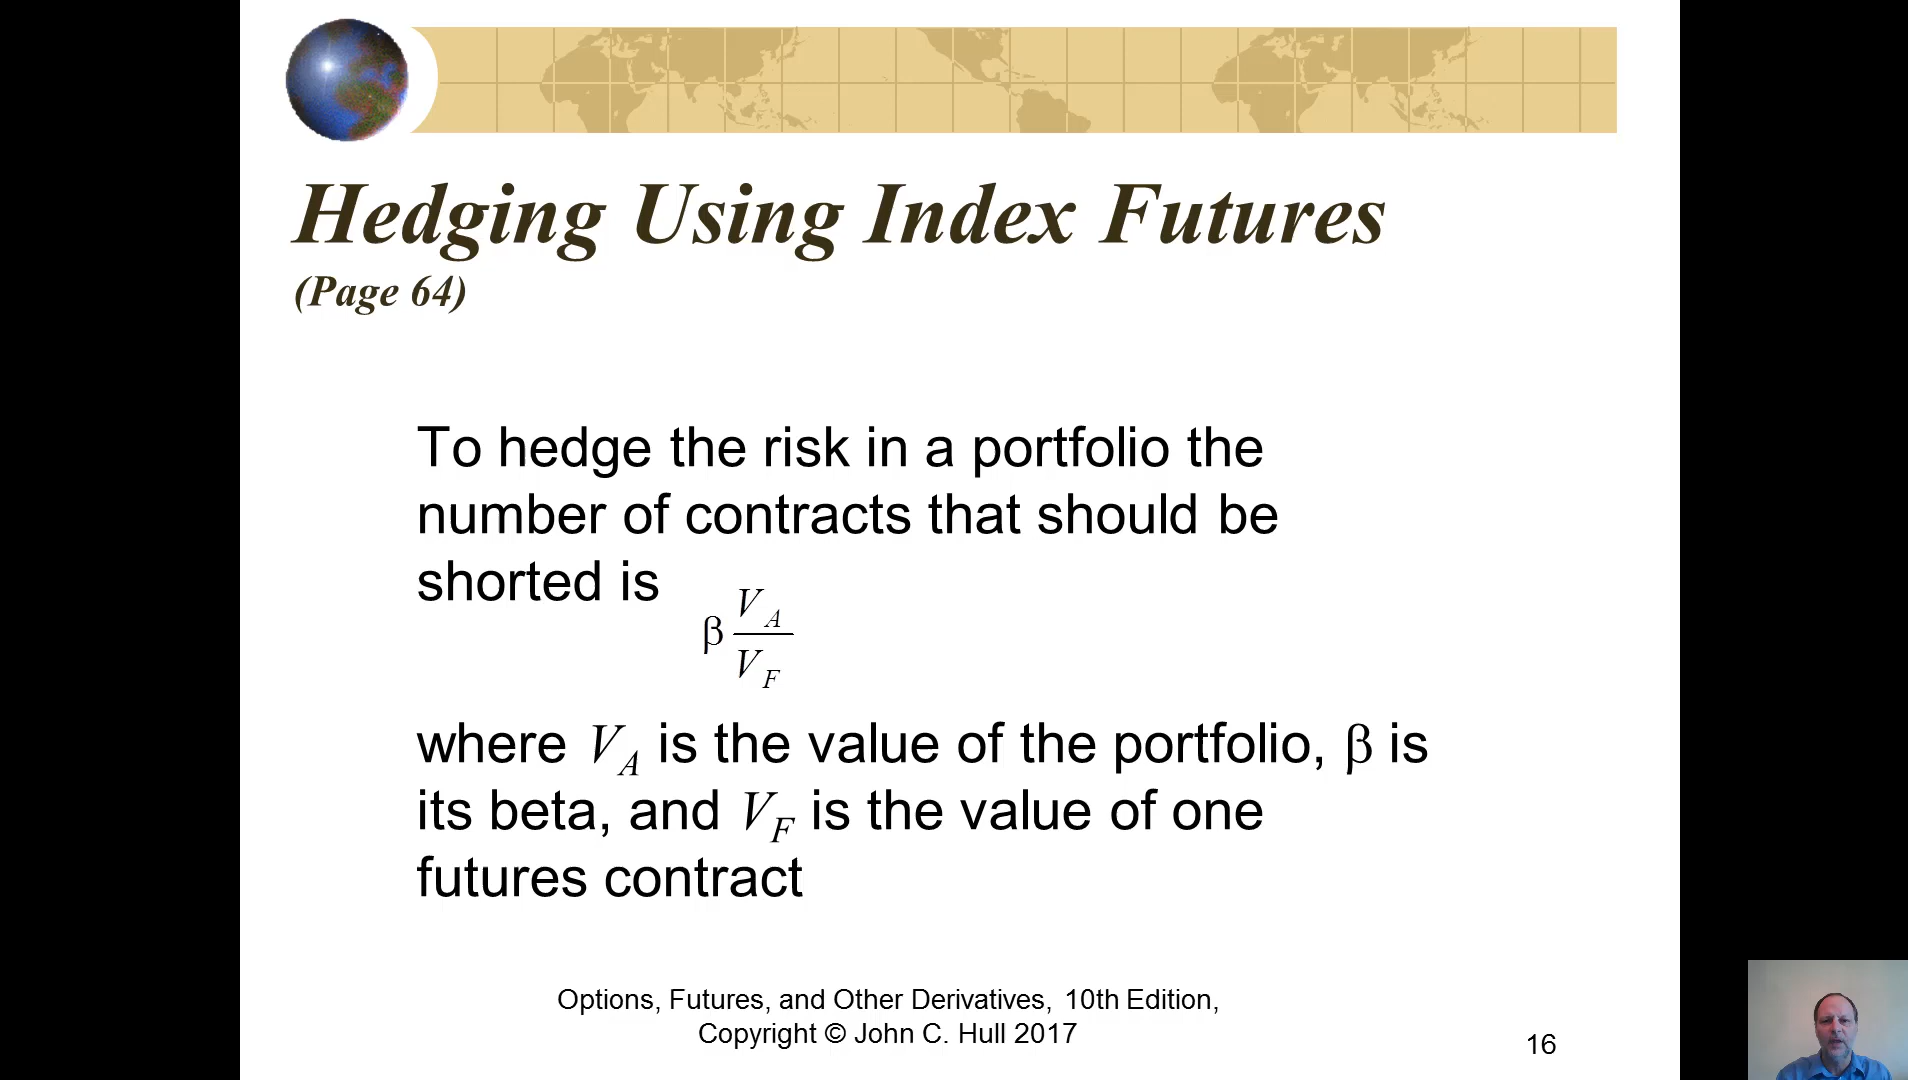 Hedging Using Index Futures
(Page 64)
To hedge the risk in a portfolio the
number of contracts that should be
shorted is
β V_A / V_F
where V_A is the value of the portfolio, β is
its beta, and V_F is the value of one
futures contract
Options, Futures, and Other Derivatives, 10th Edition,
Copyright © John C. Hull 2017
16